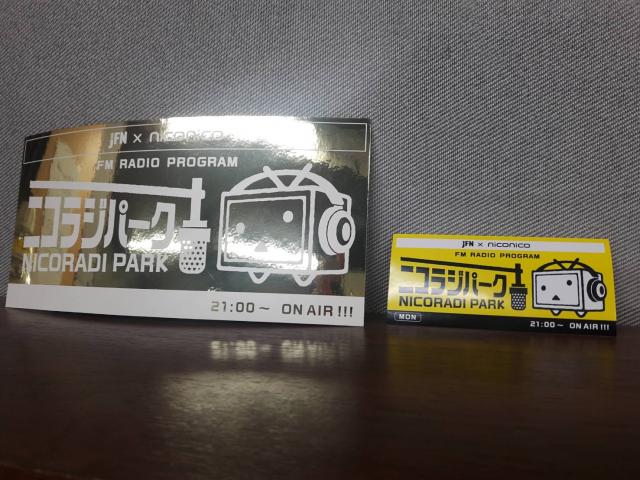 JFN × niconico
FM RADIO PROGRAM
ニコラジパーク
NICORADI PARK
21:00〜 ON AIR !!!
JFN × niconico
FM RADIO PROGRAM
ニコラジパーク
NICORADI PARK
MON
21:00〜 ON AIR !!!